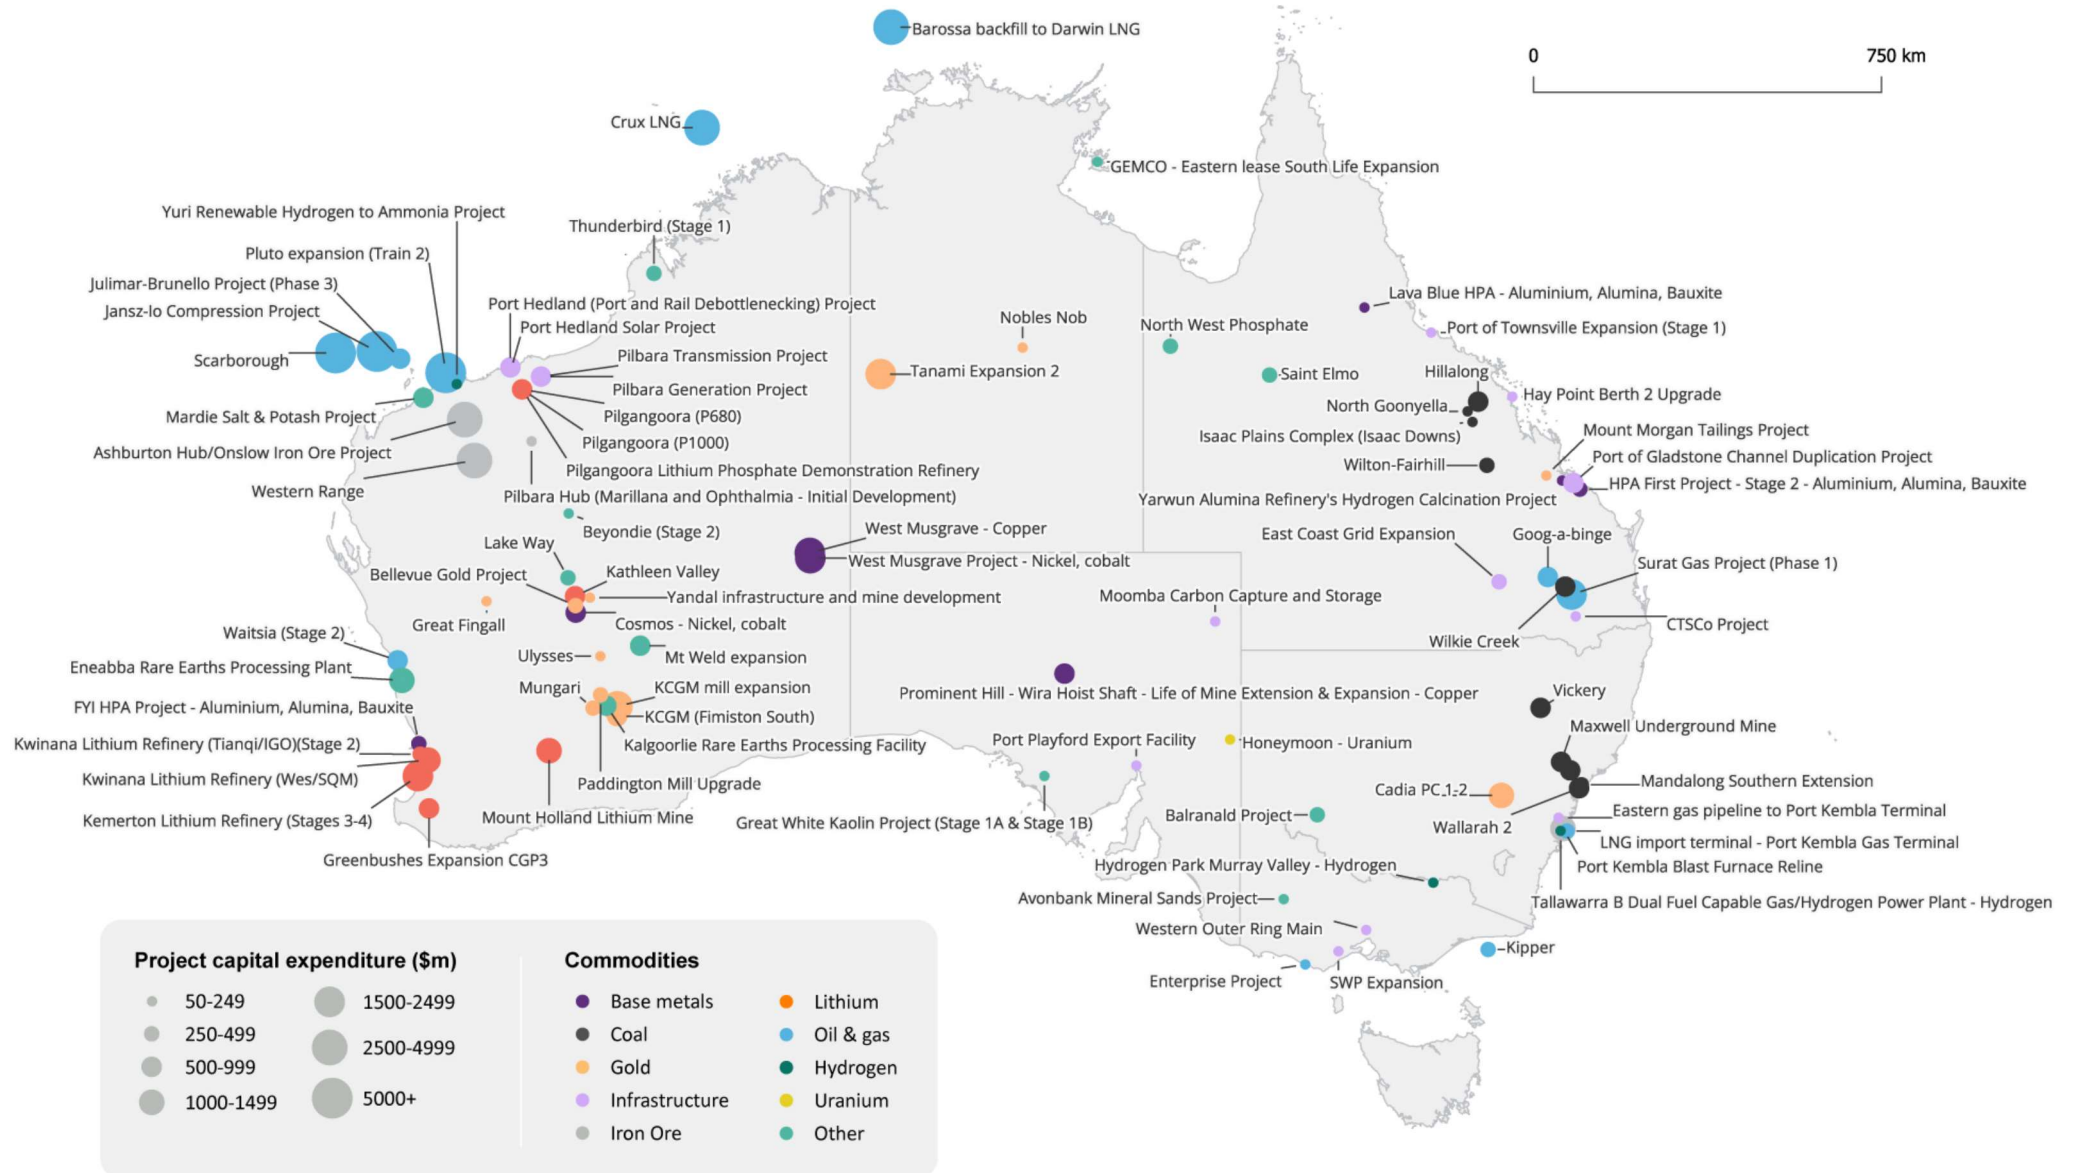 Barossa backfill to Darwin LNG
0
750 km
Crux LNG
GEMCO - Eastern lease South Life Expansion
Yuri Renewable Hydrogen to Ammonia Project
Thunderbird (Stage 1)
Pluto expansion (Train 2)
Julimar-Brunello Project (Phase 3)
Jansz-Io Compression Project
Scarborough
Port Hedland (Port and Rail Debottlenecking) Project
Port Hedland Solar Project
Pilbara Transmission Project
Pilbara Generation Project
Pilgangoora (P680)
Pilgangoora (P1000)
Pilgangoora Lithium Phosphate Demonstration Refinery
Pilbara Hub (Marillana and Ophthalmia - Initial Development)
Mardie Salt & Potash Project
Ashburton Hub/Onslow Iron Ore Project
Western Range
Nobles Nob
Tanami Expansion 2
North West Phosphate
Saint Elmo
Lava Blue HPA - Aluminium, Alumina, Bauxite
Port of Townsville Expansion (Stage 1)
Hillalong
Hay Point Berth 2 Upgrade
North Goonyella
Isaac Plains Complex (Isaac Downs)
Mount Morgan Tailings Project
Port of Gladstone Channel Duplication Project
Wilton-Fairhill
HPA First Project - Stage 2 - Aluminium, Alumina, Bauxite
Yarwun Alumina Refinery's Hydrogen Calcination Project
East Coast Grid Expansion
Goog-a-binge
Surat Gas Project (Phase 1)
CTSCo Project
Wilkie Creek
Beyondie (Stage 2)
Lake Way
West Musgrave - Copper
West Musgrave Project - Nickel, cobalt
Bellevue Gold Project
Kathleen Valley
Yandal infrastructure and mine development
Great Fingall
Cosmos - Nickel, cobalt
Moomba Carbon Capture and Storage
Waitsia (Stage 2)
Ulysses
Mt Weld expansion
Eneabba Rare Earths Processing Plant
Mungari
KCGM mill expansion
FYI HPA Project - Aluminium, Alumina, Bauxite
KCGM (Fimiston South)
Kalgoorlie Rare Earths Processing Facility
Paddington Mill Upgrade
Kwinana Lithium Refinery (Tianqi/IGO)(Stage 2)
Kwinana Lithium Refinery (Wes/SQM)
Kemerton Lithium Refinery (Stages 3-4)
Mount Holland Lithium Mine
Greenbushes Expansion CGP3
Prominent Hill - Wira Hoist Shaft - Life of Mine Extension & Expansion - Copper
Port Playford Export Facility
Honeymoon - Uranium
Great White Kaolin Project (Stage 1A & Stage 1B)
Vickery
Maxwell Underground Mine
Mandalong Southern Extension
Cadia PC 1-2
Balranald Project
Wallarah 2
Eastern gas pipeline to Port Kembla Terminal
LNG import terminal - Port Kembla Gas Terminal
Port Kembla Blast Furnace Reline
Hydrogen Park Murray Valley - Hydrogen
Tallawarra B Dual Fuel Capable Gas/Hydrogen Power Plant - Hydrogen
Avonbank Mineral Sands Project
Western Outer Ring Main
Kipper
Enterprise Project
SWP Expansion
Project capital expenditure ($m)
50-249
250-499
500-999
1000-1499
1500-2499
2500-4999
5000+
Commodities
Base metals
Coal
Gold
Infrastructure
Iron Ore
Lithium
Oil & gas
Hydrogen
Uranium
Other